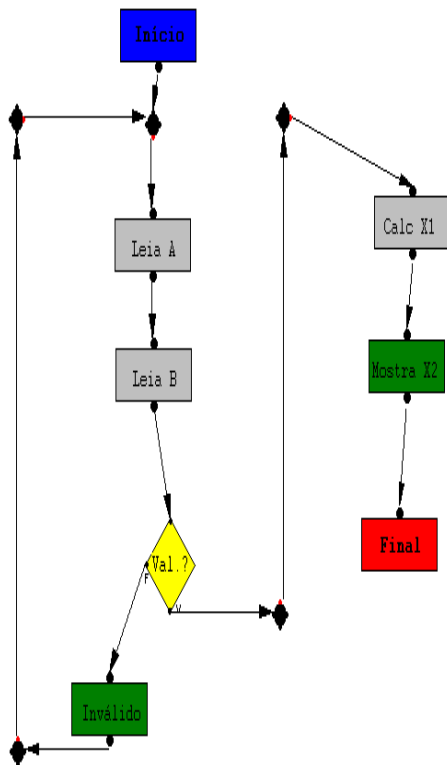 Início
Leia A
Leia B
Val.?
F
V
Inválido
Calc X1
Mostra X2
Final